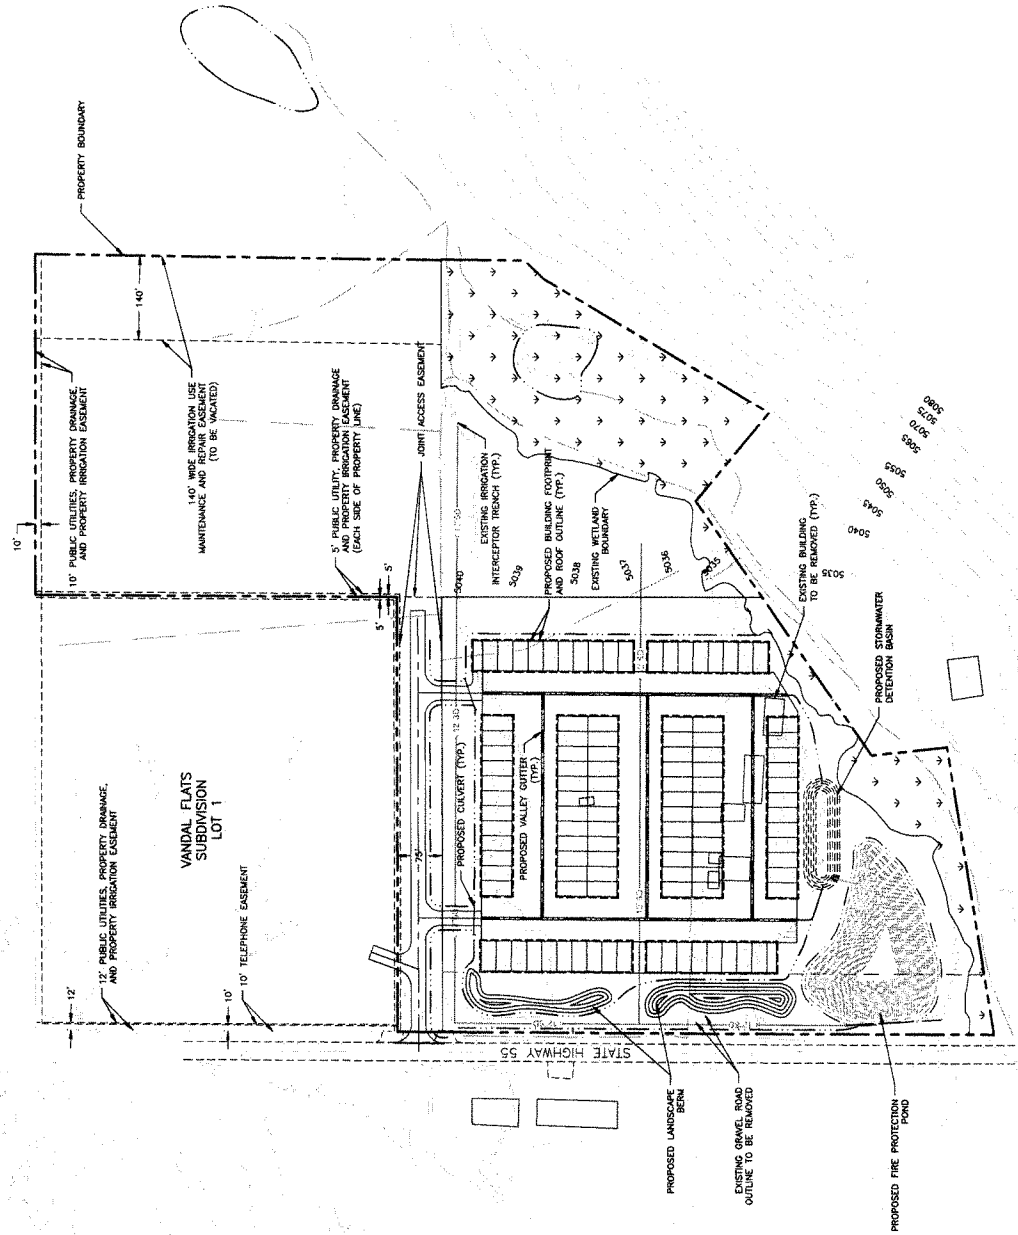 PROPERTY BOUNDARY
10'
10' PUBLIC UTILITIES, PROPERTY DRAINAGE,
AND PROPERTY IRRIGATION EASEMENT
140'
140' WIDE IRRIGATION USE
MAINTENANCE AND REPAIR EASEMENT
(TO BE VACATED)
5' PUBLIC UTILITY, PROPERTY DRAINAGE
AND PROPERTY IRRIGATION EASEMENT
(EACH SIDE OF PROPERTY LINE)
5'
5'
JOINT ACCESS EASEMENT
EXISTING IRRIGATION
INTERCEPTOR TRENCH (TYP.)
PROPOSED BUILDING FOOTPRINT
AND ROOF OUTLINE (TYP.)
EXISTING WETLAND
BOUNDARY
5040
5039
5038
5037
5036
5035
EXISTING BUILDING
TO BE REMOVED (TYP.)
5035
5040
5045
5050
5055
5065
5070
5075
5080
PROPOSED STORMWATER
DETENTION BASIN
VANDAL FLATS
SUBDIVISION
LOT 1
12' PUBLIC UTILITIES, PROPERTY DRAINAGE,
AND PROPERTY IRRIGATION EASEMENT
12'
10' TELEPHONE EASEMENT
10'
75'
PROPOSED CULVERT (TYP.)
PROPOSED VALLEY GUTTER
(TYP.)
STATE HIGHWAY 55
PROPOSED LANDSCAPE
BERM
EXISTING GRAVEL ROAD
OUTLINE TO BE REMOVED
PROPOSED FIRE PROTECTION
POND